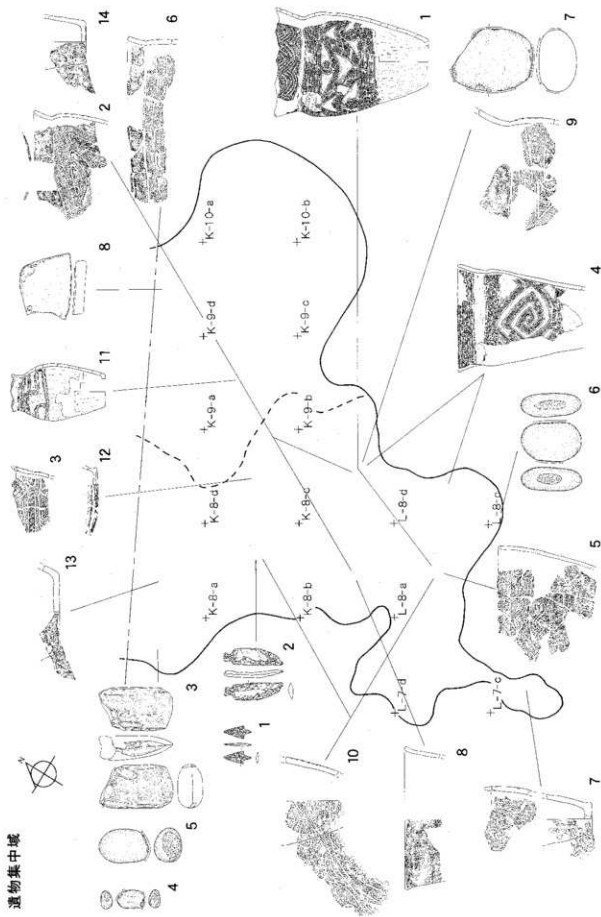 遺物集中域
N
14
2
6
1
7
8
9
11
4
3
12
6
13
5
3
2
1
5
4
10
8
7
K-10-a
K-10-b
K-9-d
K-9-c
K-9-a
K-9-b
K-8-d
K-8-c
L-8-d
L-8-c
K-8-a
K-8-b
L-8-a
L-7-d
L-7-c